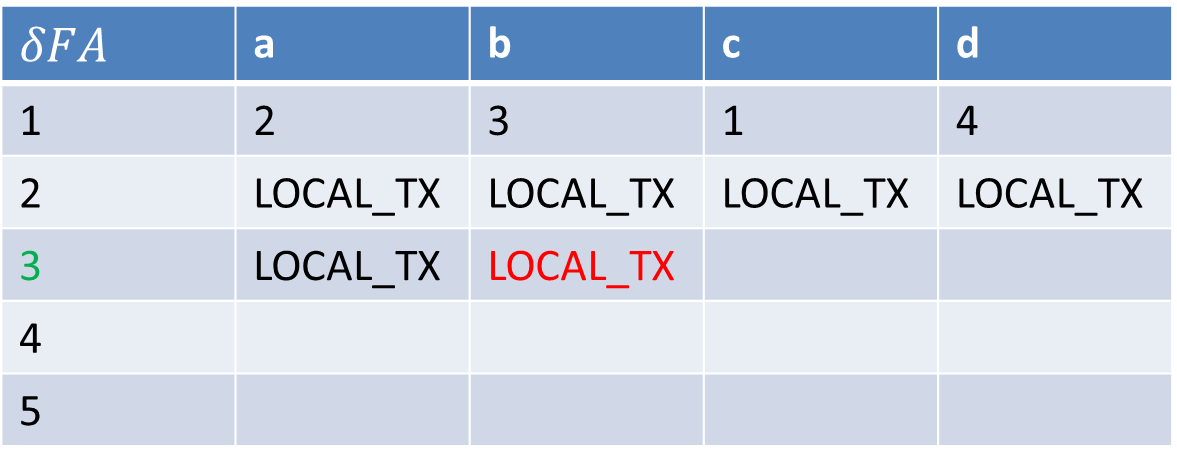 δFA a b c d
1 2 3 1 4
2 LOCAL_TX LOCAL_TX LOCAL_TX LOCAL_TX
3 LOCAL_TX LOCAL_TX
4
5